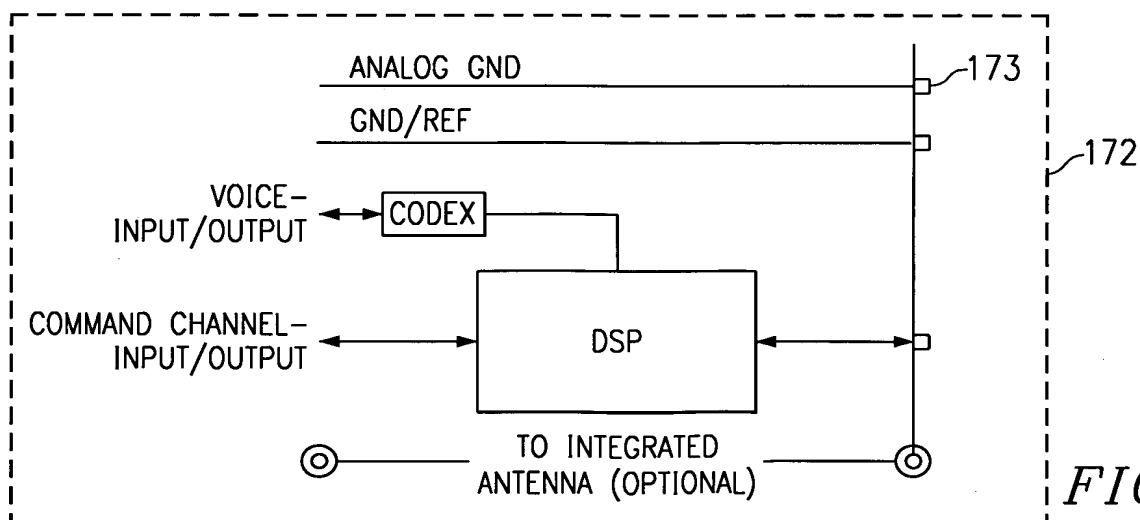 ANALOG GND
173
GND/REF
172
VOICE-
INPUT/OUTPUT
CODEX
COMMAND CHANNEL-
INPUT/OUTPUT
DSP
TO INTEGRATED
ANTENNA (OPTIONAL)
FIG